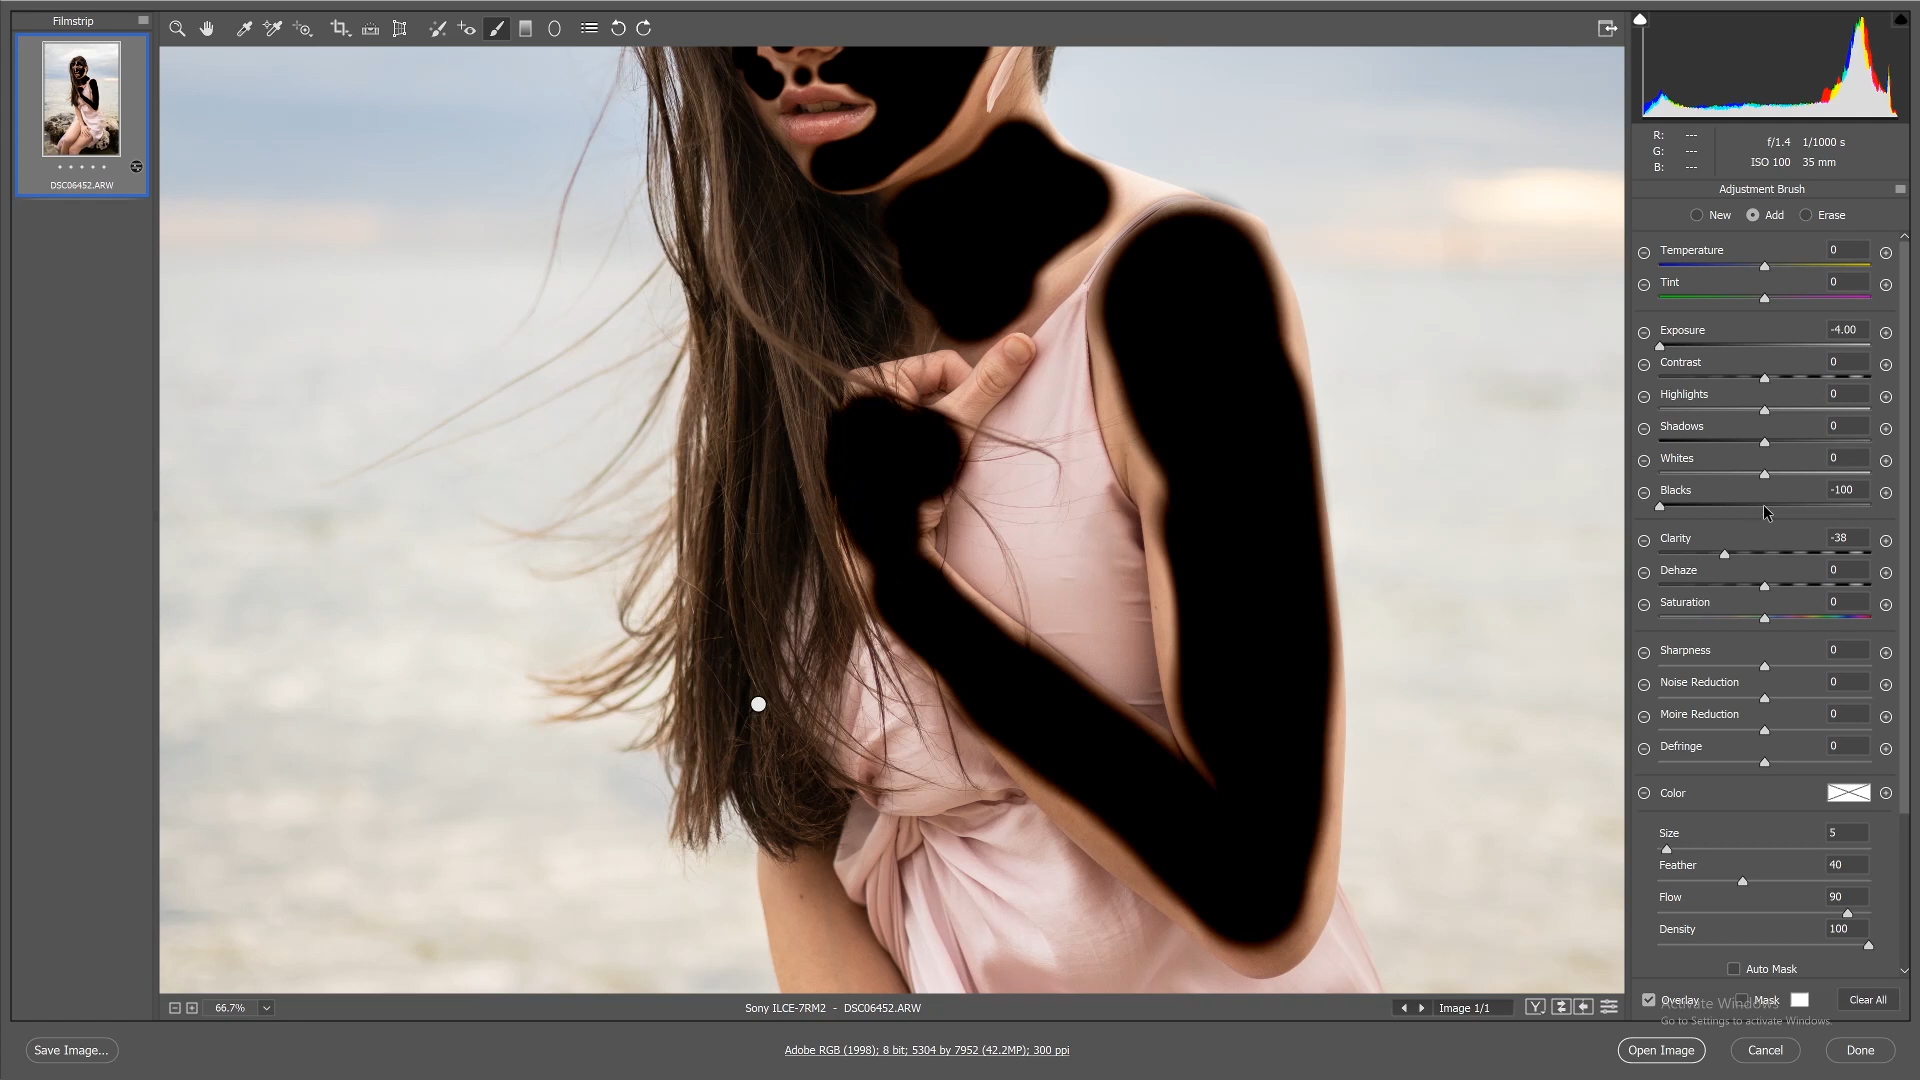 Filmstrip
DSC06452.ARW
R: ---
G: ---
B: ---
f/1.4 1/1000 s
ISO 100 35 mm
Adjustment Brush
New Add Erase
Temperature 0
Tint 0
Exposure -4.00
Contrast 0
Highlights 0
Shadows 0
Whites 0
Blacks -100
Clarity -38
Dehaze 0
Saturation 0
Sharpness 0
Noise Reduction 0
Moire Reduction 0
Defringe 0
Color
Size 5
Feather 40
Flow 90
Density 100
Auto Mask
Overlay Mask Clear All
Activate Windows
Go to Settings to activate Windows.
66.7% Sony ILCE-7RM2 - DSC06452.ARW Image 1/1 Y
Save Image... Adobe RGB (1998); 8 bit; 5304 by 7952 (42.2MP); 300 ppi Open Image Cancel Done